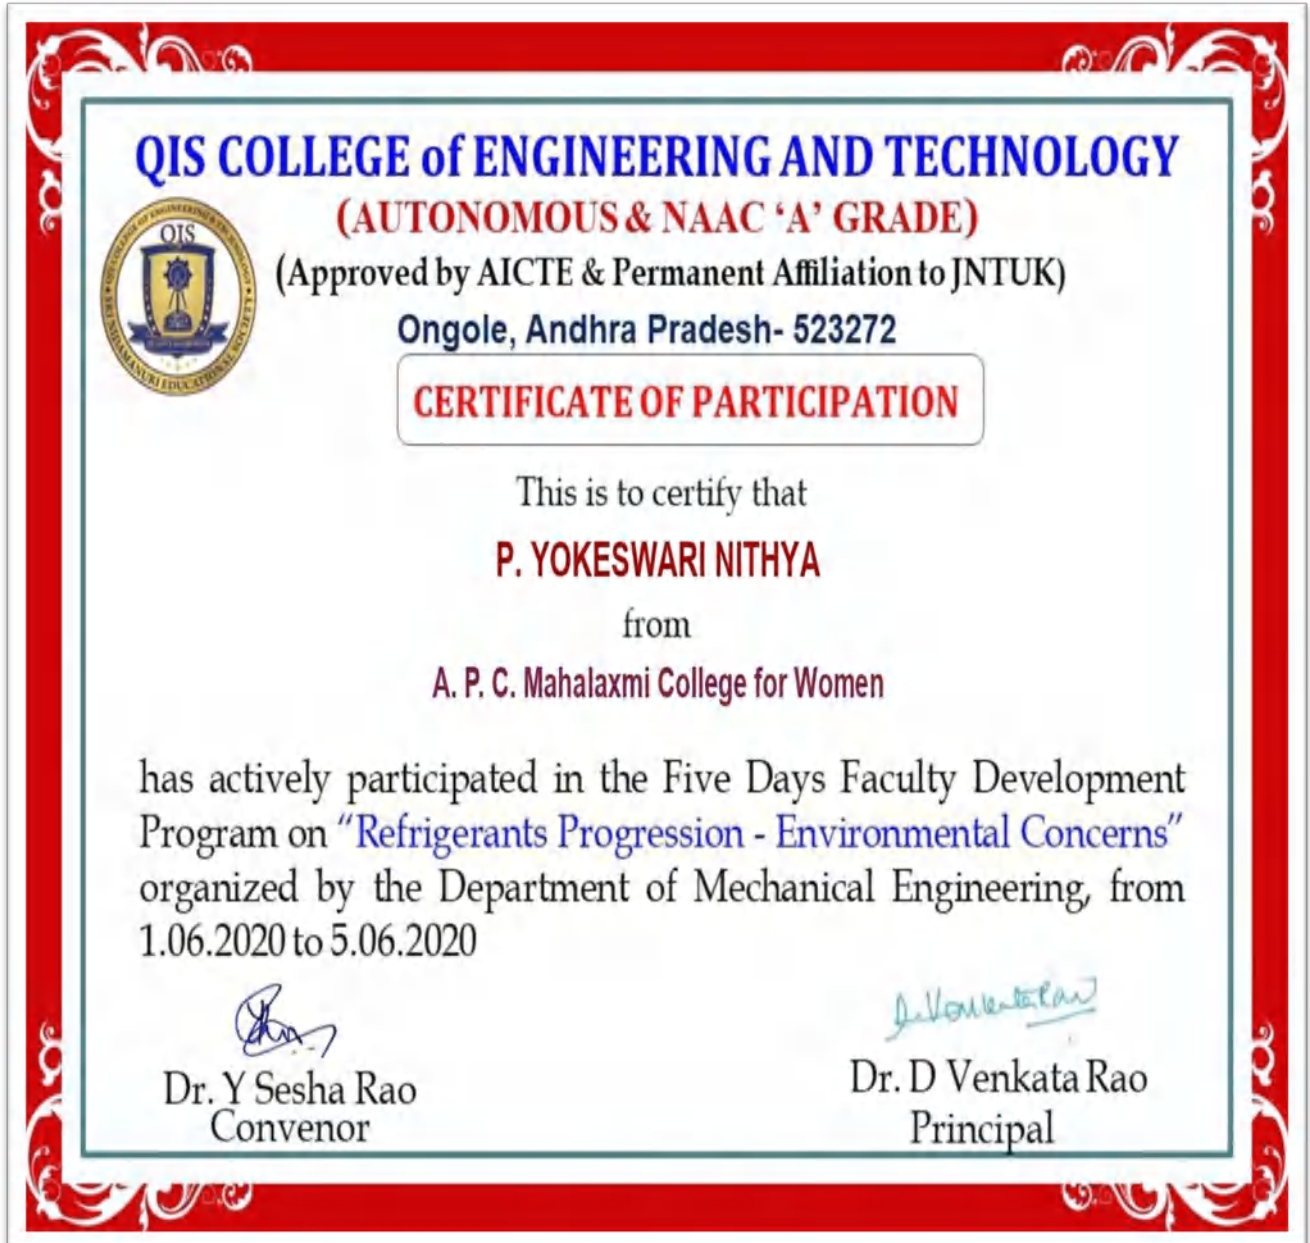 QIS COLLEGE of ENGINEERING AND TECHNOLOGY
(AUTONOMOUS & NAAC ‘A’ GRADE)
(Approved by AICTE & Permanent Affiliation to JNTUK)
Ongole, Andhra Pradesh- 523272
QIS
CERTIFICATE OF PARTICIPATION
This is to certify that
P. YOKESWARI NITHYA
from
A. P. C. Mahalaxmi College for Women
has actively participated in the Five Days Faculty Development
Program on “Refrigerants Progression - Environmental Concerns”
organized by the Department of Mechanical Engineering, from
1.06.2020 to 5.06.2020
D. Venkata Rao
Dr. Y Sesha Rao
Convenor
Dr. D Venkata Rao
Principal